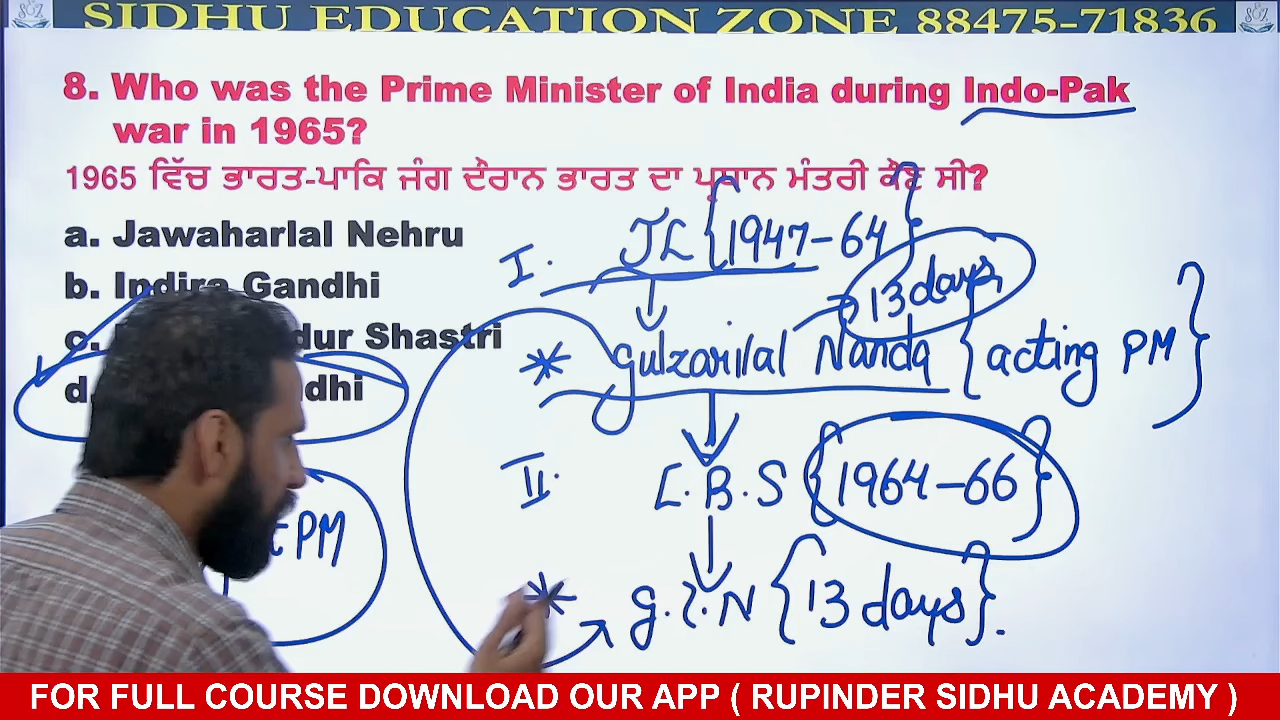 SIDHU EDUCATION ZONE 88475-71836
8. Who was the Prime Minister of India during Indo-Pak
war in 1965?
1965 ਵਿੱਚ ਭਾਰਤ-ਪਾਕਿ ਜੰਗ ਦੌਰਾਨ ਭਾਰਤ ਦਾ ਪ੍ਰਧਾਨ ਮੰਤਰੀ ਕੌਣ ਸੀ?
a. Jawaharlal Nehru
b. Indira Gandhi
c. dur Shastri
d. dhi
I. JL {1947-64}
13 days
* Gulzarilal Nanda {acting PM}
II. L.B.S {1964-66}
PM
* G.L.N {13 days}.
FOR FULL COURSE DOWNLOAD OUR APP ( RUPINDER SIDHU ACADEMY )